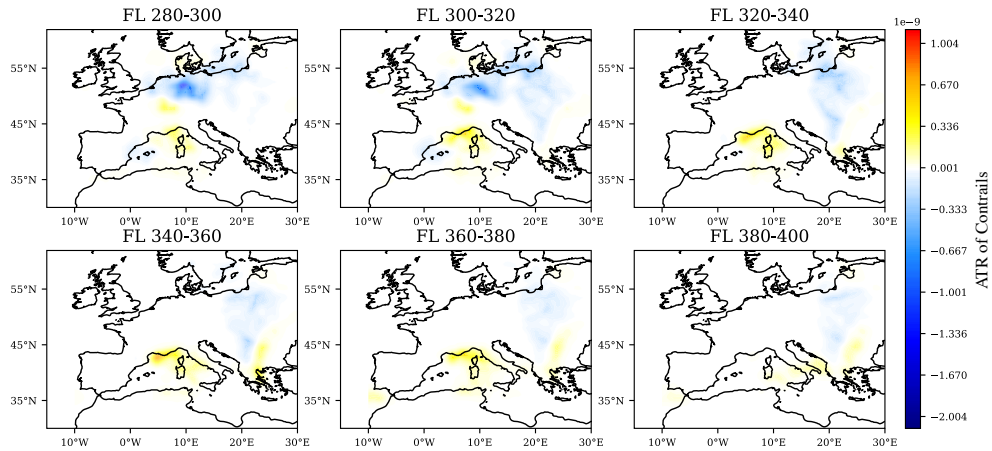 FL 280-300
FL 300-320
FL 320-340
1e−9
55°N
45°N
35°N
10°W
0°W
10°E
20°E
30°E
55°N
45°N
35°N
10°W
0°W
10°E
20°E
30°E
55°N
45°N
35°N
10°W
0°W
10°E
20°E
30°E
FL 340-360
FL 360-380
FL 380-400
55°N
45°N
35°N
10°W
0°W
10°E
20°E
30°E
55°N
45°N
35°N
10°W
0°W
10°E
20°E
30°E
55°N
45°N
35°N
10°W
0°W
10°E
20°E
30°E
1.004
0.670
0.336
0.001
−0.333
−0.667
−1.001
−1.336
−1.670
−2.004
ATR of Contrails